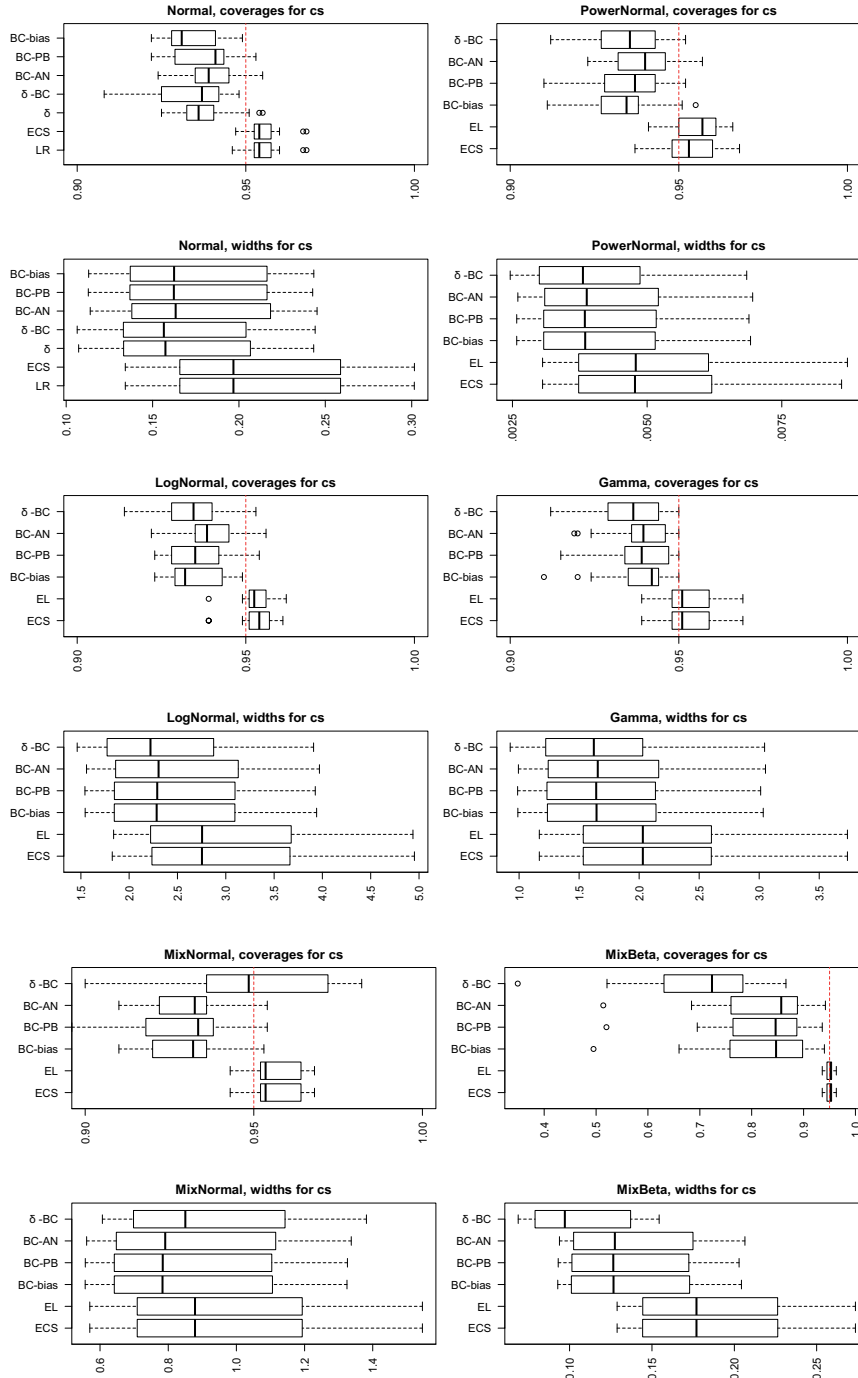 Normal, coverages for cs
BC-bias
BC-PB
BC-AN
δ -BC
δ
ECS
LR
0.90
0.95
1.00
PowerNormal, coverages for cs
δ -BC
BC-AN
BC-PB
BC-bias
EL
ECS
0.90
0.95
1.00
Normal, widths for cs
BC-bias
BC-PB
BC-AN
δ -BC
δ
ECS
LR
0.10
0.15
0.20
0.25
0.30
PowerNormal, widths for cs
δ -BC
BC-AN
BC-PB
BC-bias
EL
ECS
.0025
.0050
.0075
LogNormal, coverages for cs
δ -BC
BC-AN
BC-PB
BC-bias
EL
ECS
0.90
0.95
1.00
Gamma, coverages for cs
δ -BC
BC-AN
BC-PB
BC-bias
EL
ECS
0.90
0.95
1.00
LogNormal, widths for cs
δ -BC
BC-AN
BC-PB
BC-bias
EL
ECS
1.5
2.0
2.5
3.0
3.5
4.0
4.5
5.0
Gamma, widths for cs
δ -BC
BC-AN
BC-PB
BC-bias
EL
ECS
1.0
1.5
2.0
2.5
3.0
3.5
MixNormal, coverages for cs
δ -BC
BC-AN
BC-PB
BC-bias
EL
ECS
0.90
0.95
1.00
MixBeta, coverages for cs
δ -BC
BC-AN
BC-PB
BC-bias
EL
ECS
0.4
0.5
0.6
0.7
0.8
0.9
1.0
MixNormal, widths for cs
δ -BC
BC-AN
BC-PB
BC-bias
EL
ECS
0.6
0.8
1.0
1.2
1.4
MixBeta, widths for cs
δ -BC
BC-AN
BC-PB
BC-bias
EL
ECS
0.10
0.15
0.20
0.25